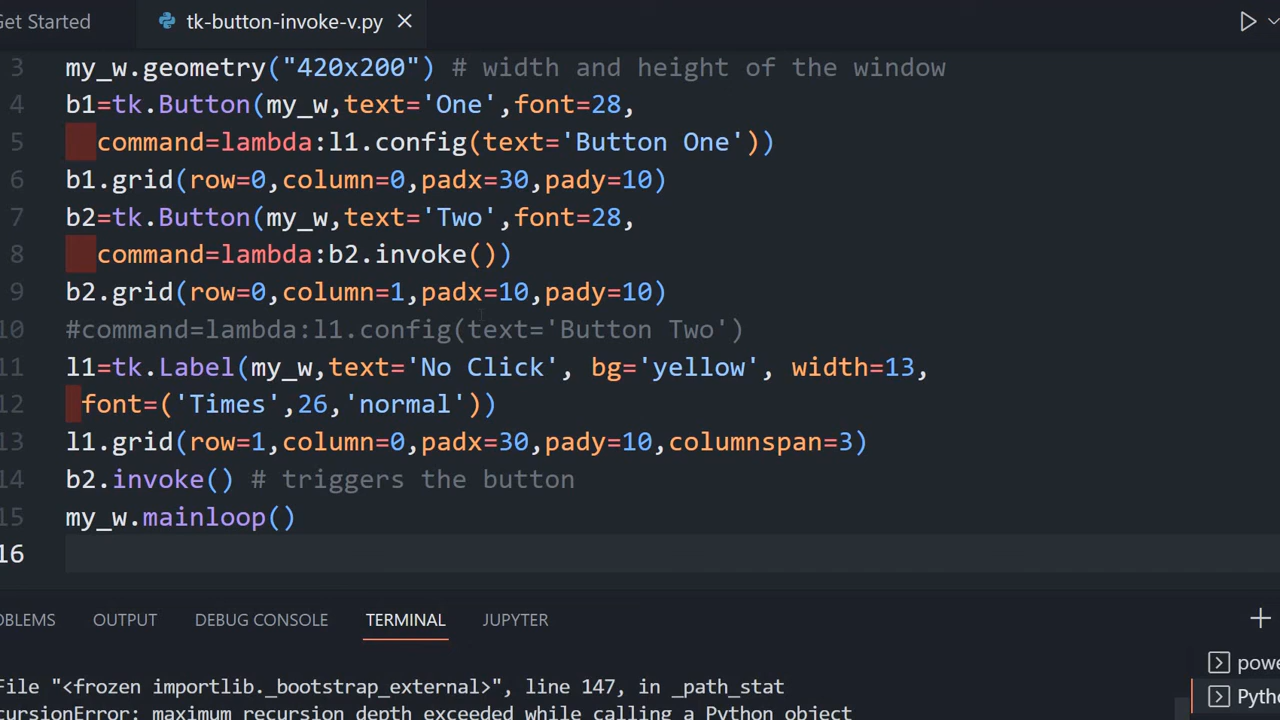 Get Started tk-button-invoke-v.py
3 my_w.geometry("420x200") # width and height of the window
4 b1=tk.Button(my_w,text='One',font=28,
5 command=lambda:l1.config(text='Button One'))
6 b1.grid(row=0,column=0,padx=30,pady=10)
7 b2=tk.Button(my_w,text='Two',font=28,
8 command=lambda:b2.invoke())
9 b2.grid(row=0,column=1,padx=10,pady=10)
10 #command=lambda:l1.config(text='Button Two')
11 l1=tk.Label(my_w,text='No Click', bg='yellow', width=13,
12 font=('Times',26,'normal'))
13 l1.grid(row=1,column=0,padx=30,pady=10,columnspan=3)
14 b2.invoke() # triggers the button
15 my_w.mainloop()
16
OBLEMS OUTPUT DEBUG CONSOLE TERMINAL JUPYTER
File "<frozen importlib._bootstrap_external>", line 147, in _path_stat
cursionError: maximum recursion depth exceeded while calling a Python object
powe
Pytho